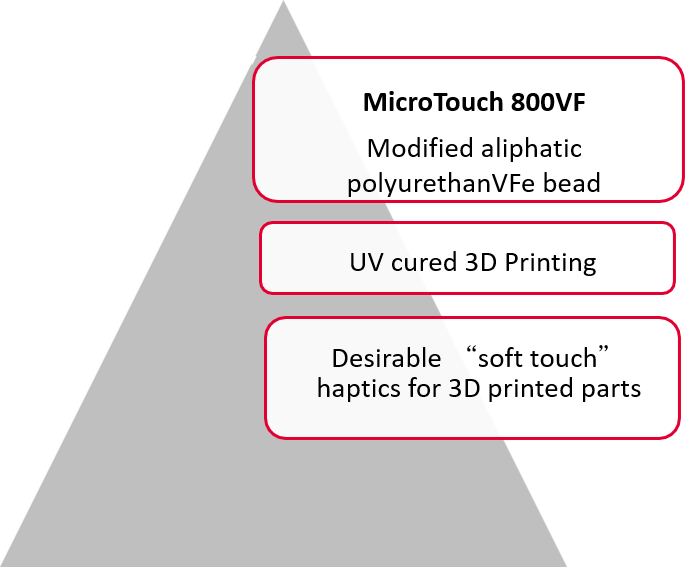 MicroTouch 800VF
Modified aliphatic
polyurethanVFe bead
UV cured 3D Printing
Desirable “soft touch”
haptics for 3D printed parts